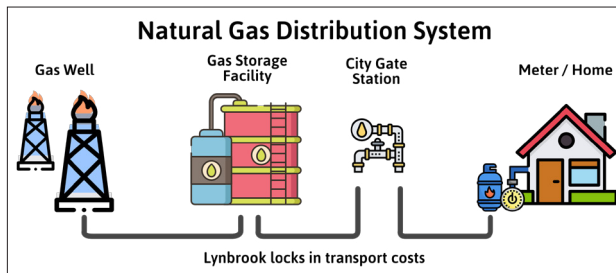 Natural Gas Distribution System
Gas Well
Gas Storage
Facility
City Gate
Station
Meter / Home
Lynbrook locks in transport costs